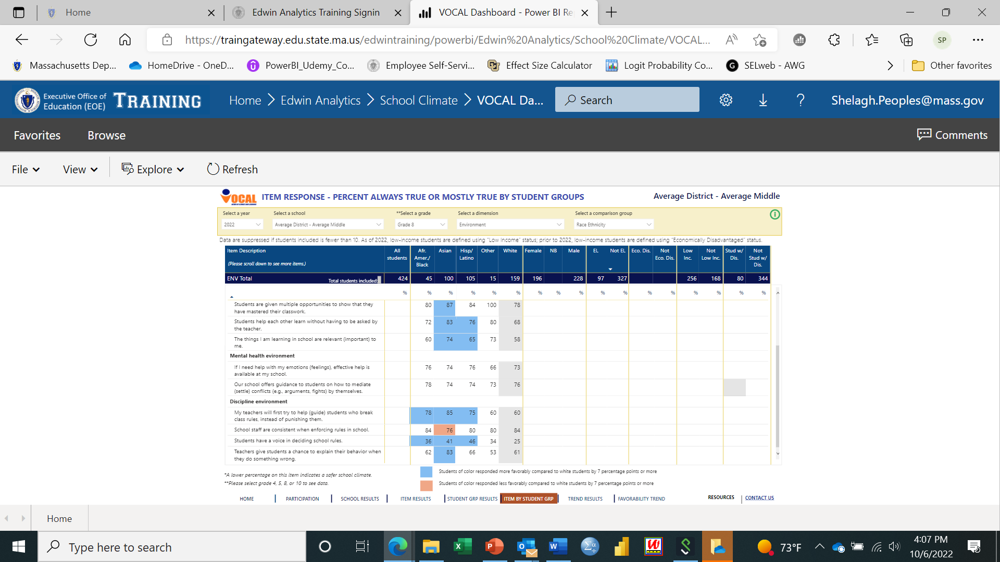 Home
Edwin Analytics Training Signin
VOCAL Dashboard - Power BI Re
https://traingateway.edu.state.ma.us/edwintraining/powerbi/Edwin%20Analytics/School%20Climate/VOCAL...
SP
Massachusetts Dep...
HomeDrive - OneD...
PowerBI_Udemy_Co...
Employee Self-Servi...
Effect Size Calculator
Logit Probability Co...
SELweb - AWG
Other favorites
Executive Office of
Education (EOE)
TRAINING
Home > Edwin Analytics > School Climate > VOCAL Da...
Search
Shelagh.Peoples@mass.gov
Favorites
Browse
Comments
File
View
Explore
Refresh
VOCAL
ITEM RESPONSE - PERCENT ALWAYS TRUE OR MOSTLY TRUE BY STUDENT GROUPS
Average District - Average Middle
Select a year
Select a school
**Select a grade
Select a dimension
Select a comparison group
2022
Average District - Average Middle
Grade 8
Environment
Race Ethnicity
Data are suppressed if students included is fewer than 10. As of 2022, low-income students are defined using "Low Income" status; prior to 2022, low-income students are defined using "Economically Disadvantaged" status.
Item Description
(Please scroll down to see more items.)
All students
Afr. Amer./ Black
Asian
Hisp/ Latino
Other
White
Female
NB
Male
EL
Not EL
Eco. Dis.
Not Eco. Dis.
Low Inc.
Not Low Inc.
Stud w/ Dis.
Not Stud w/ Dis.
ENV Total Total students included: 424 45 100 105 15 159 196 228 97 327 256 168 80 344
% % % % % % % % % % % % % % % % %
Students are given multiple opportunities to show that they 80 87 84 100 78
have mastered their classwork.
Students help each other learn without having to be asked by 72 83 76 80 68
the teacher.
The things I am learning in school are relevant (important) to 60 74 65 73 58
me.
Mental health evironment
If I need help with my emotions (feelings), effective help is 76 74 76 66 73
available at my school.
Our school offers guidance to students on how to mediate 78 74 74 73 76
(settle) conflicts (e.g., arguments, fights) by themselves.
Discipline environment
My teachers will first try to help (guide) students who break 78 85 75 60 60
class rules, instead of punishing them.
School staff are consistent when enforcing rules in school. 84 76 80 80 84
Students have a voice in deciding school rules. 36 41 46 34 25
Teachers give students a chance to explain their behavior when 62 83 66 53 61
they do something wrong.
*A lower percentage on this item indicates a safer school climate.
**Please select grade 4, 5, 8, or 10 to see data.
Students of color responded more favorably compared to white students by 7 percentage points or more
Students of color responded less favorably compared to white students by 7 percentage points or more
HOME
PARTICIPATION
SCHOOL RESULTS
ITEM RESULTS
STUDENT GRP RESULTS
ITEM BY STUDENT GRP
TREND RESULTS
FAVORABILITY TREND
RESOURCES
CONTACT US
Home
Type here to search
73°F
4:07 PM
10/6/2022